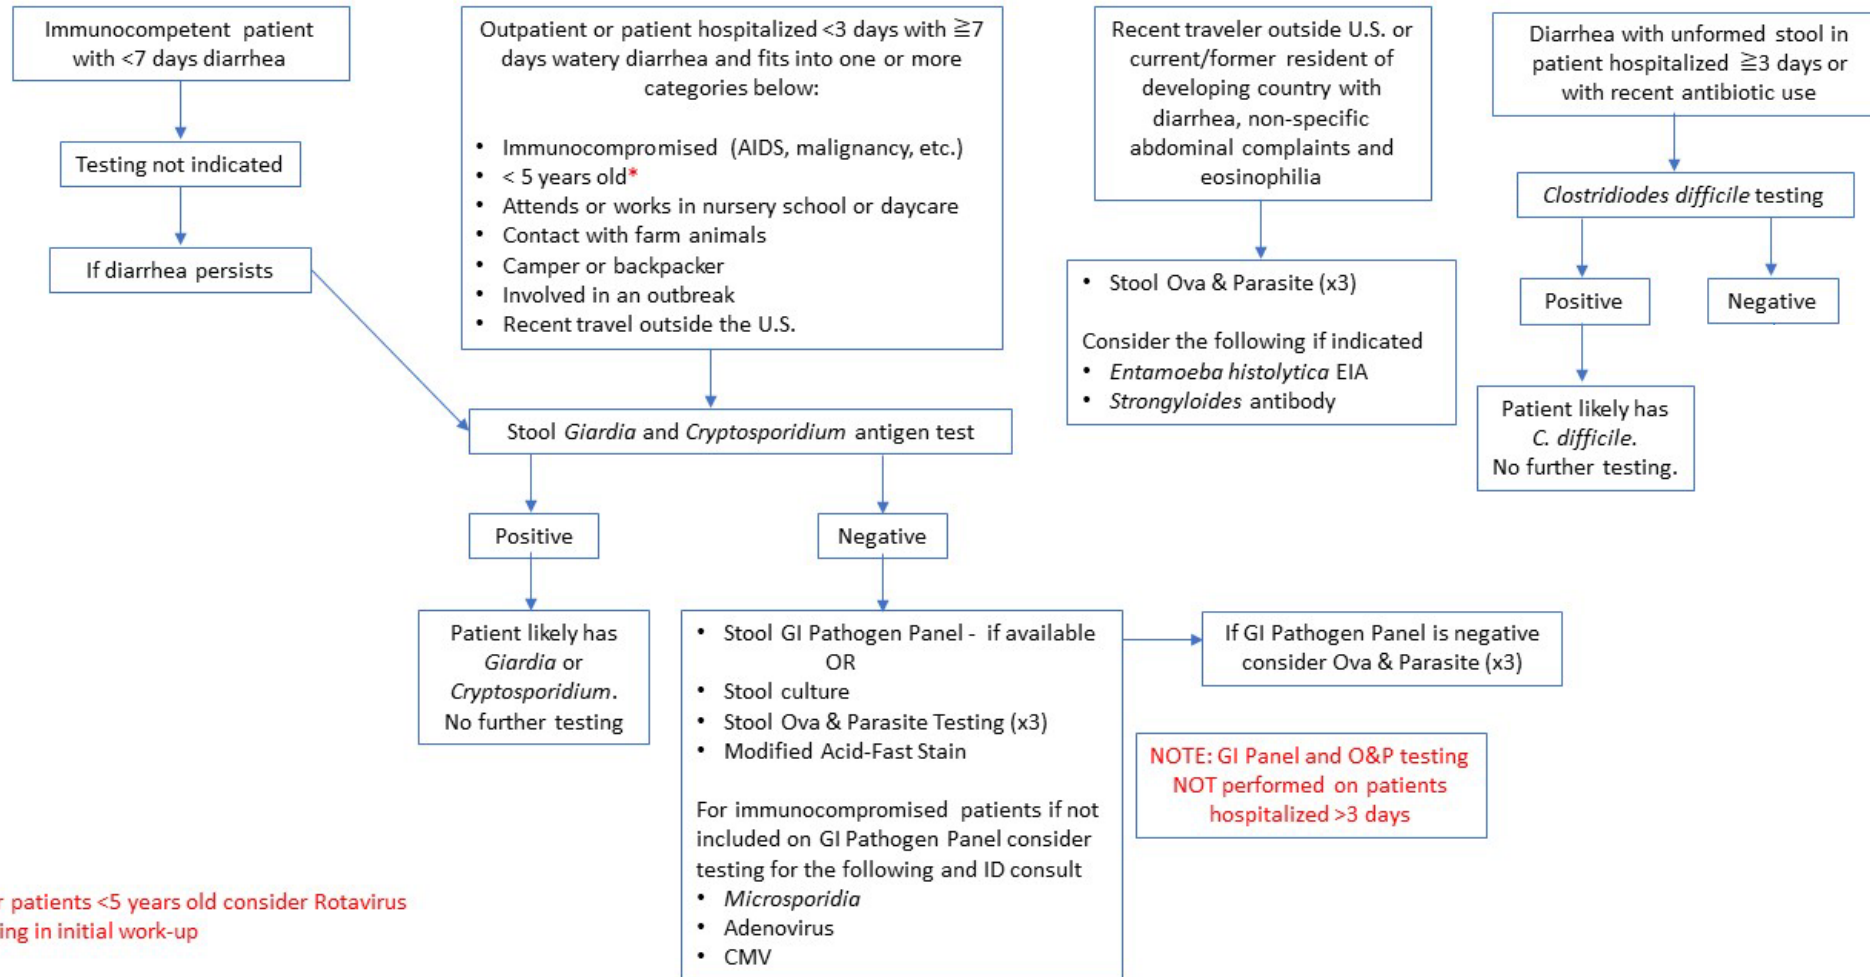 Immunocompetent patient
with <7 days diarrhea
Testing not indicated
If diarrhea persists
Outpatient or patient hospitalized <3 days with ≧7
days watery diarrhea and fits into one or more
categories below:
• Immunocompromised (AIDS, malignancy, etc.)
• < 5 years old*
• Attends or works in nursery school or daycare
• Contact with farm animals
• Camper or backpacker
• Involved in an outbreak
• Recent travel outside the U.S.
Recent traveler outside U.S. or
current/former resident of
developing country with
diarrhea, non-specific
abdominal complaints and
eosinophilia
• Stool Ova & Parasite (x3)
Consider the following if indicated
• Entamoeba histolytica EIA
• Strongyloides antibody
Diarrhea with unformed stool in
patient hospitalized ≧3 days or
with recent antibiotic use
Clostridiodes difficile testing
Positive
Negative
Patient likely has
C. difficile.
No further testing.
Stool Giardia and Cryptosporidium antigen test
Positive
Negative
Patient likely has
Giardia or
Cryptosporidium.
No further testing
• Stool GI Pathogen Panel - if available
OR
• Stool culture
• Stool Ova & Parasite Testing (x3)
• Modified Acid-Fast Stain
For immunocompromised patients if not
included on GI Pathogen Panel consider
testing for the following and ID consult
• Microsporidia
• Adenovirus
• CMV
If GI Pathogen Panel is negative
consider Ova & Parasite (x3)
NOTE: GI Panel and O&P testing
NOT performed on patients
hospitalized >3 days
patients <5 years old consider Rotavirus
in initial work-up